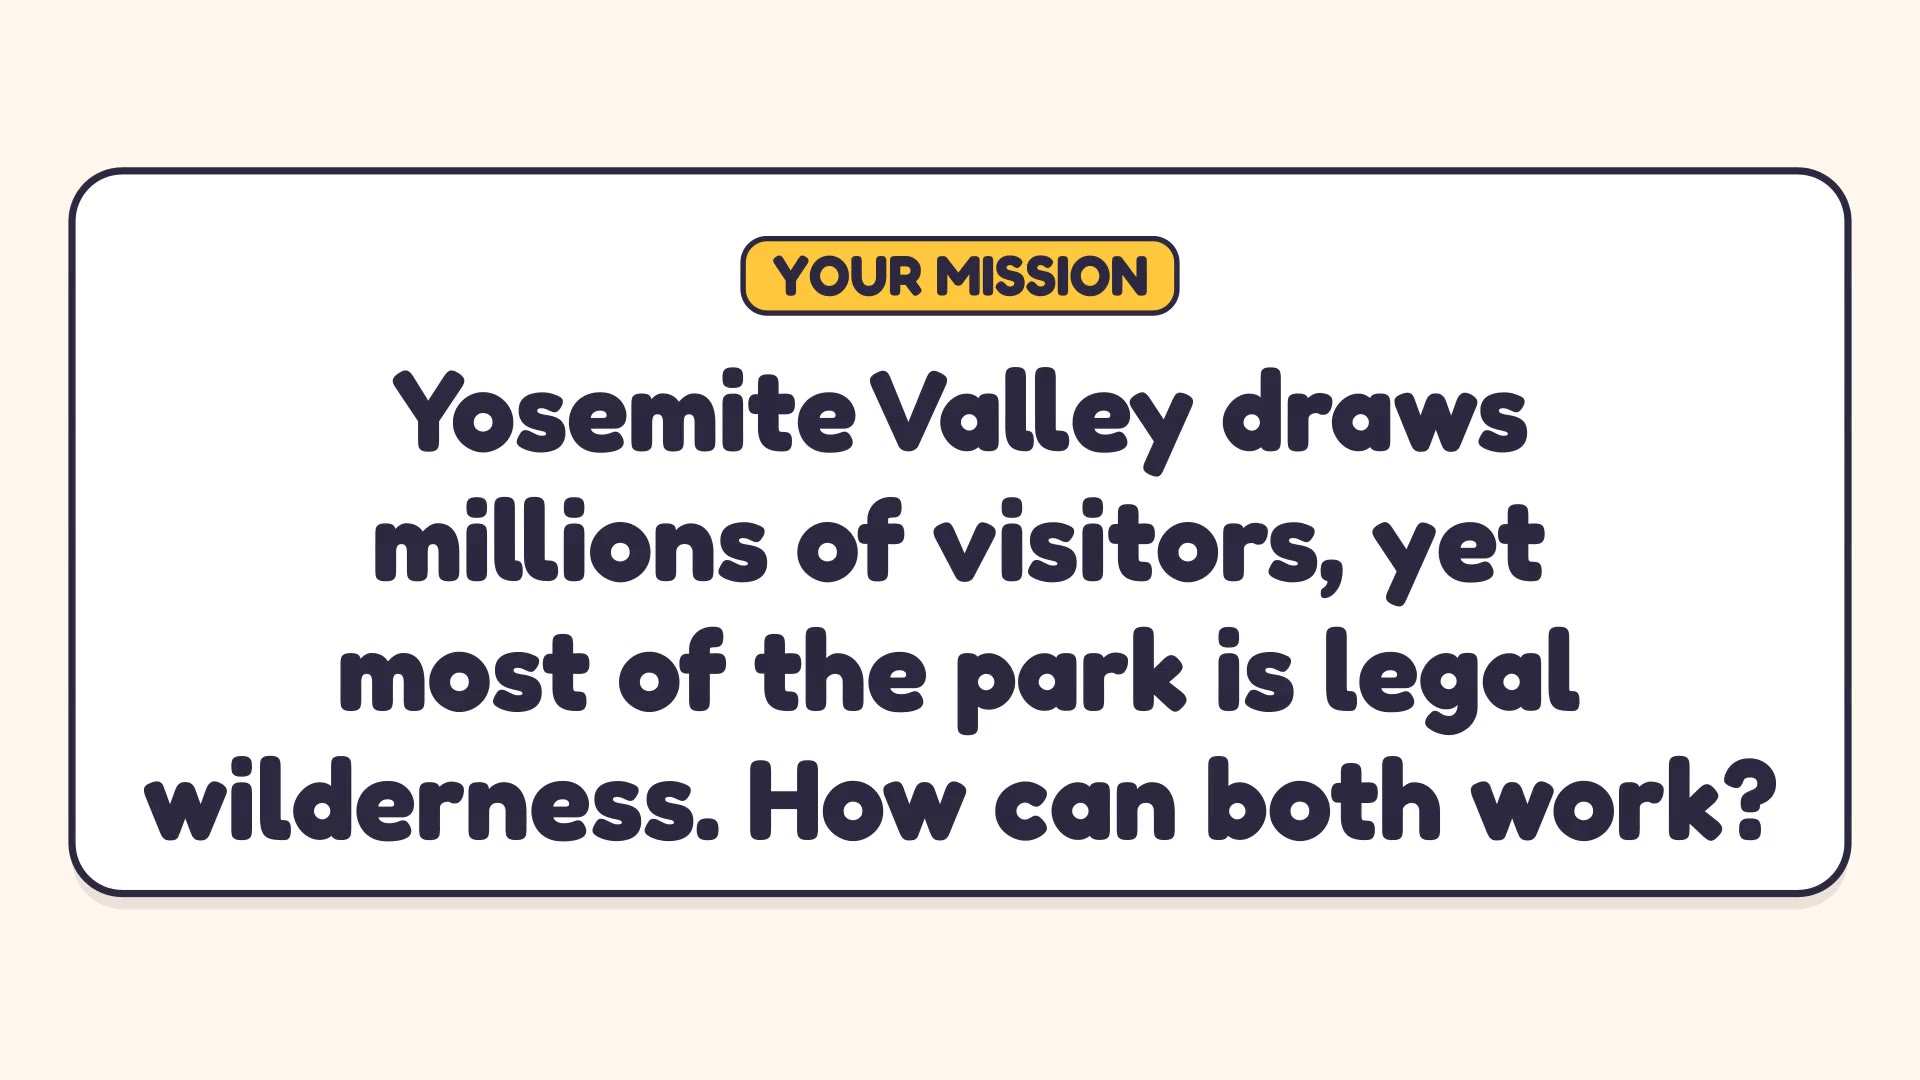 YOUR MISSION
Yosemite Valley draws
millions of visitors, yet
most of the park is legal
wilderness. How can both work?